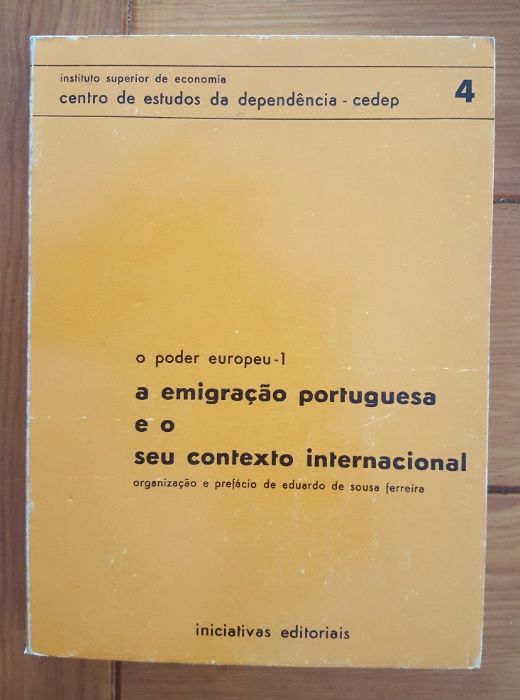 instituto superior de economia
centro de estudos da dependência - cedep 4
o poder europeu-1
a emigração portuguesa
e o
seu contexto internacional
organização e prefácio de eduardo de sousa ferreira
iniciativas editoriais